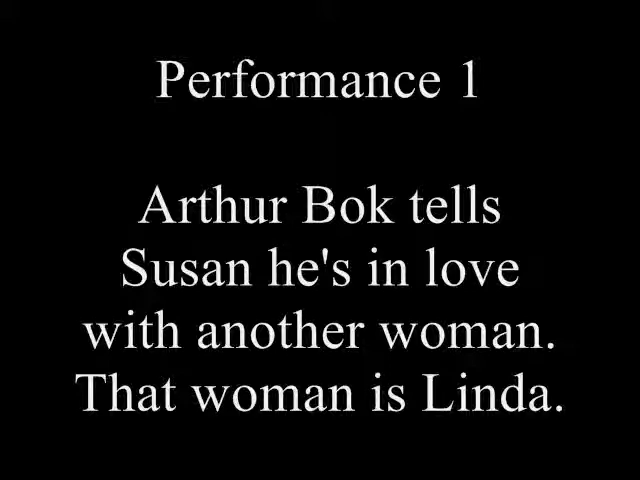 Performance 1
Arthur Bok tells
Susan he's in love
with another woman.
That woman is Linda.